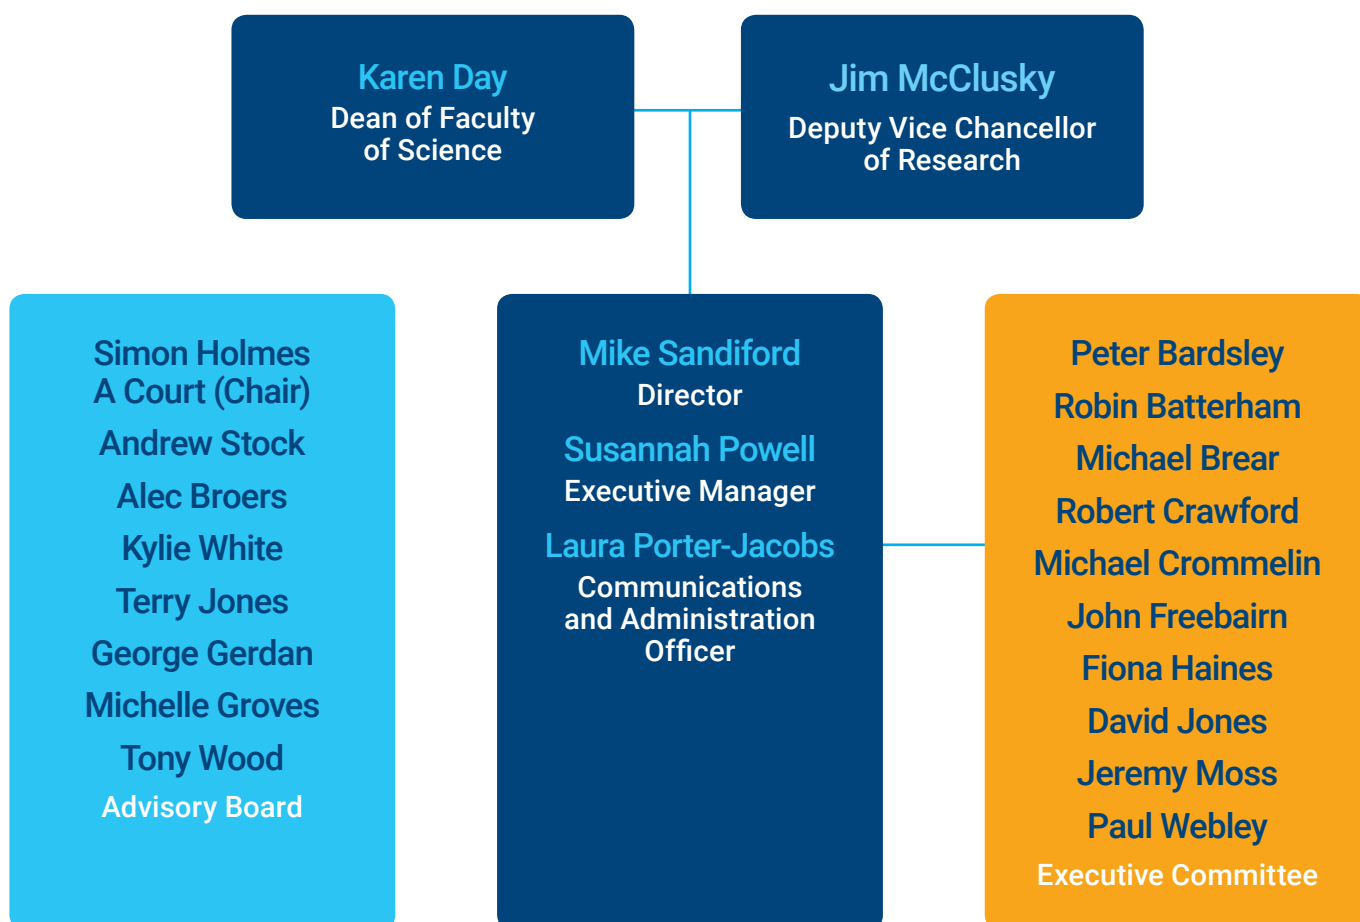 Karen Day
Dean of Faculty
of Science
Jim McClusky
Deputy Vice Chancellor
of Research
Simon Holmes
A Court (Chair)
Andrew Stock
Alec Broers
Kylie White
Terry Jones
George Gerdan
Michelle Groves
Tony Wood
Advisory Board
Mike Sandiford
Director
Susannah Powell
Executive Manager
Laura Porter-Jacobs
Communications
and Administration
Officer
Peter Bardsley
Robin Batterham
Michael Brear
Robert Crawford
Michael Crommelin
John Freebairn
Fiona Haines
David Jones
Jeremy Moss
Paul Webley
Executive Committee